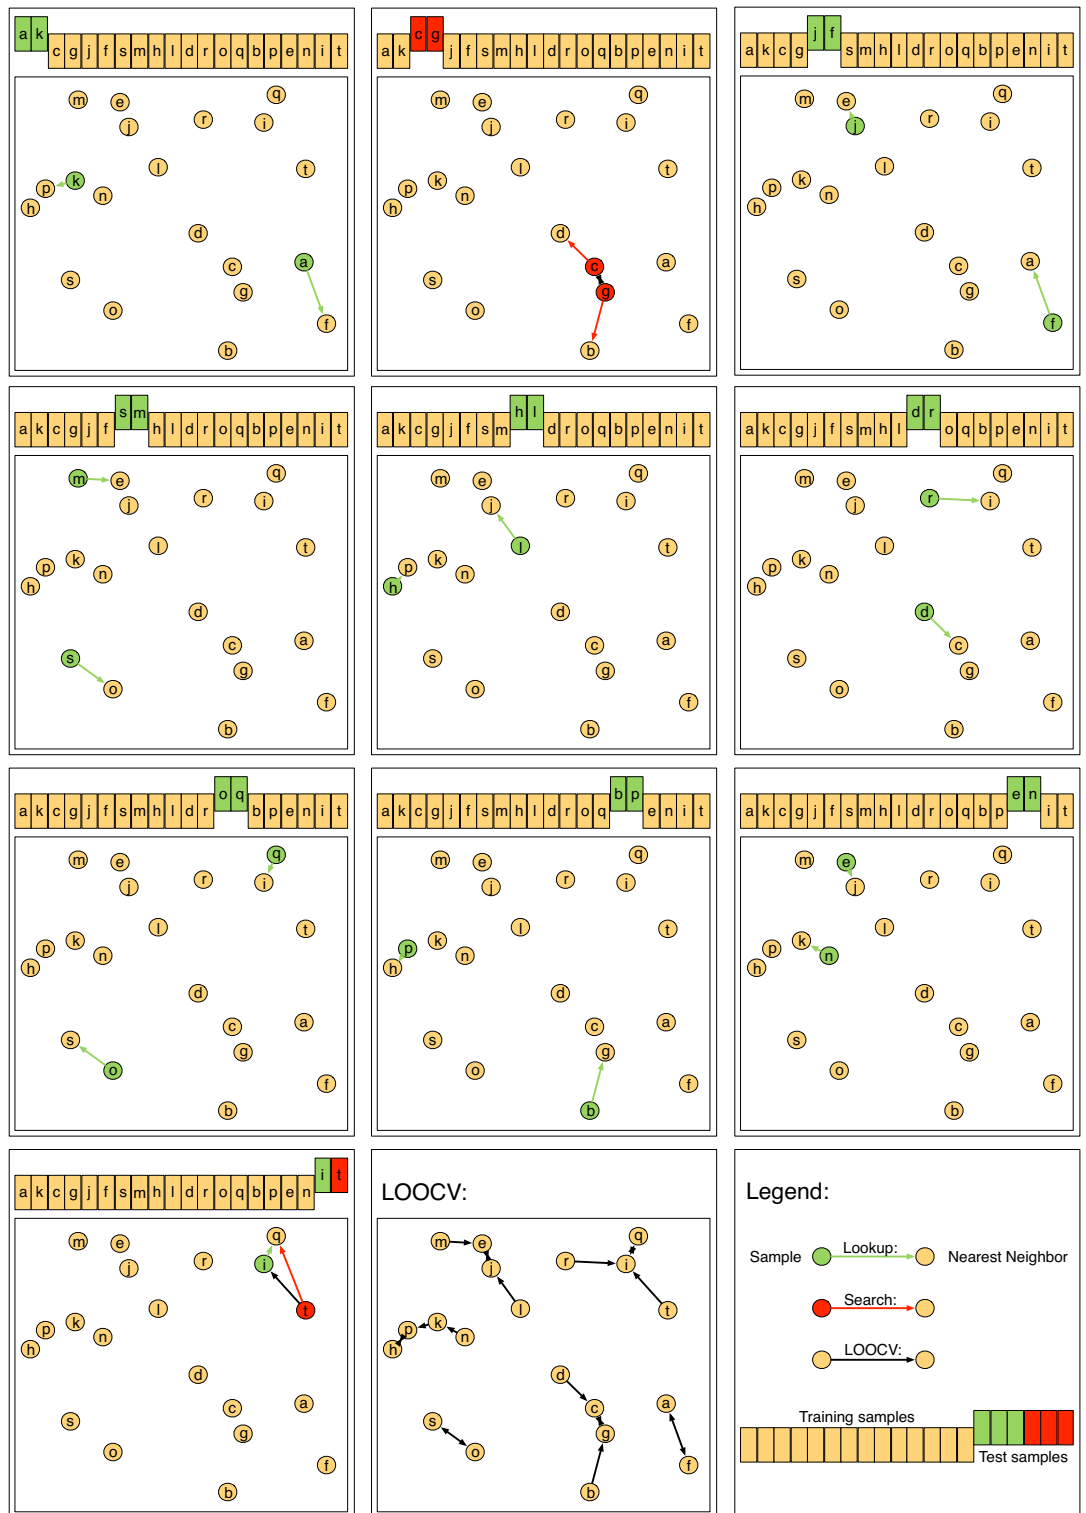 a k c g j f s m h l d r o q b p e n i t
m e q
j r i
l t
p k n
h
d
c a
s g
o f
b
a k c g j f s m h l d r o q b p e n i t
m e q
j r i
l t
p k n
h
d
c a
s g
o f
b
a k c g j f s m h l d r o q b p e n i t
m e q
j r i
l t
p k n
h
d
c a
s g
o f
b
a k c g j f s m h l d r o q b p e n i t
m e q
j r i
l t
p k n
h
d
c a
s g
o f
b
a k c g j f s m h l d r o q b p e n i t
m e q
j r i
l t
p k n
h
d
c a
s g
o f
b
a k c g j f s m h l d r o q b p e n i t
m e q
j r i
l t
p k n
h
d
c a
s g
o f
b
a k c g j f s m h l d r o q b p e n i t
m e q
j r i
l t
p k n
h
d
c a
s g
o f
b
a k c g j f s m h l d r o q b p e n i t
m e q
j r i
l t
p k n
h
d
c a
s g
o f
b
a k c g j f s m h l d r o q b p e n i t
m e q
j r i
l t
p k n
h
d
c a
s g
o f
b
a k c g j f s m h l d r o q b p e n i t
m e q
j r i
l t
p k n
h
d
c a
s g
o f
b
LOOCV:
m e q
j r i
l t
p k n
h
d
c a
s g
o f
b
Legend:
Sample Lookup: Nearest Neighbor
Search:
LOOCV:
Training samples
Test samples